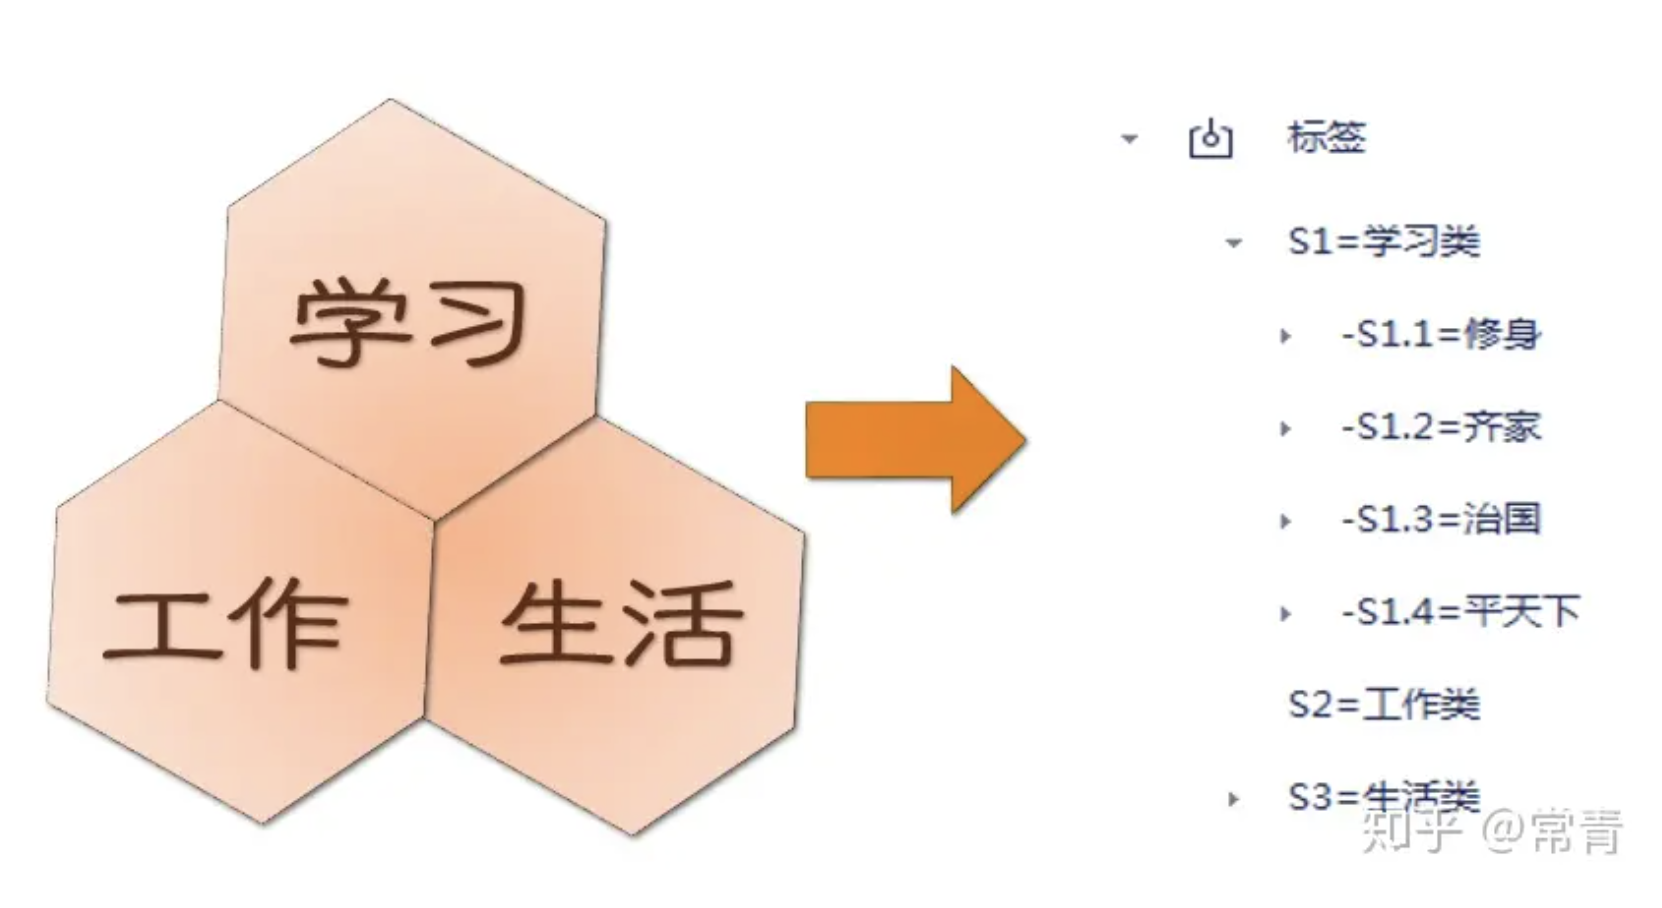 学习
工作
生活
标签
S1=学习类
-S1.1=修身
-S1.2=齐家
-S1.3=治国
-S1.4=平天下
S2=工作类
S3=生活类
知乎 @常青